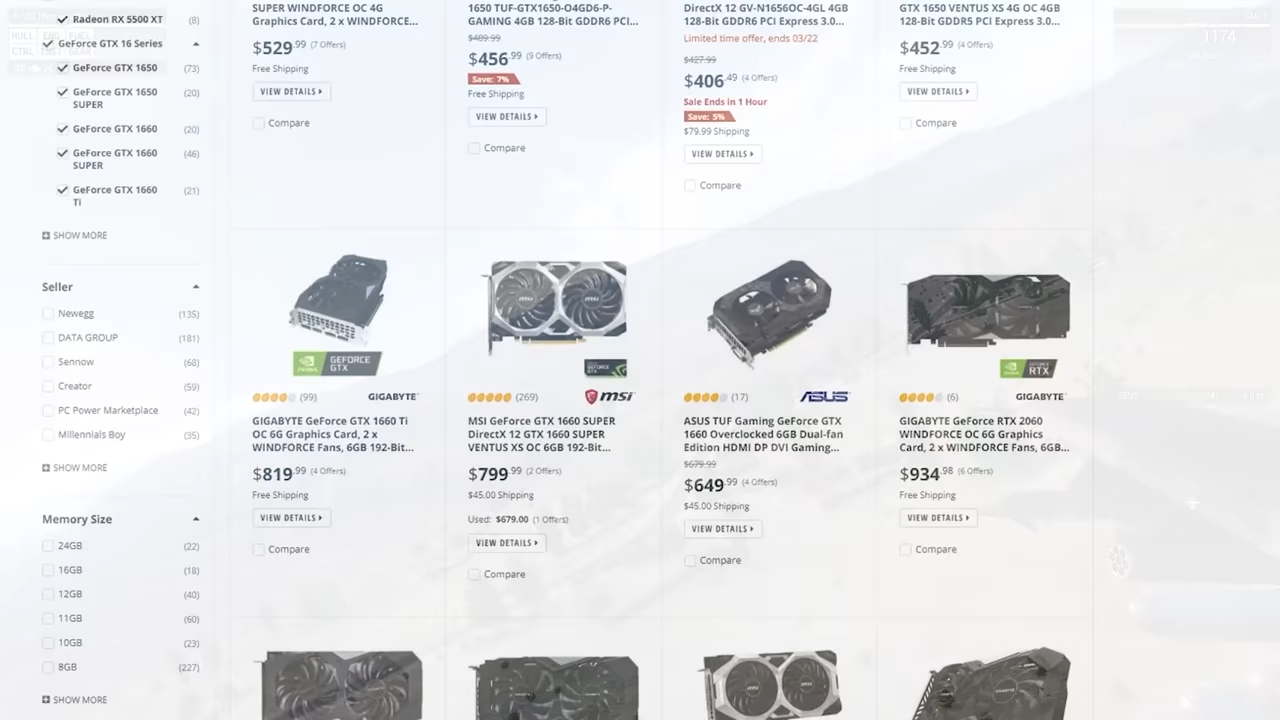 Radeon RX 5500 XT (8)
GeForce GTX 16 Series
GeForce GTX 1650 (73)
GeForce GTX 1650 SUPER (20)
GeForce GTX 1660 (20)
GeForce GTX 1660 SUPER (46)
GeForce GTX 1660 Ti (21)
SHOW MORE
Seller
Newegg (135)
DATA GROUP (181)
Sennow (68)
Creator (59)
PC Power Marketplace (42)
Millennials Boy (35)
SHOW MORE
Memory Size
24GB (22)
16GB (18)
12GB (40)
11GB (60)
10GB (23)
8GB (227)
SHOW MORE
SUPER WINDFORCE OC 4G
Graphics Card, 2 x WINDFORCE...
$529.99 (7 Offers)
Free Shipping
VIEW DETAILS
Compare
1650 TUF-GTX1650-O4GD6-P-
GAMING 4GB 128-Bit GDDR6 PCI...
$489.99
$456.99 (9 Offers)
Save: 7%
Free Shipping
VIEW DETAILS
Compare
DirectX 12 GV-N1656OC-4GL 4GB
128-Bit GDDR6 PCI Express 3.0...
Limited time offer, ends 03/22
$427.99
$406.49 (4 Offers)
Sale Ends in 1 Hour
Save: 5%
$79.99 Shipping
VIEW DETAILS
Compare
GTX 1650 VENTUS XS 4G OC 4GB
128-Bit GDDR5 PCI Express 3.0...
$452.99 (4 Offers)
Free Shipping
VIEW DETAILS
Compare
NVIDIA GEFORCE GTX
(99) GIGABYTE
GIGABYTE GeForce GTX 1660 Ti
OC 6G Graphics Card, 2 x
WINDFORCE Fans, 6GB 192-Bit...
$819.99 (4 Offers)
Free Shipping
VIEW DETAILS
Compare
GEFORCE GTX
(269) msi
MSI GeForce GTX 1660 SUPER
DirectX 12 GTX 1660 SUPER
VENTUS XS OC 6GB 192-Bit...
$799.99 (2 Offers)
$45.00 Shipping
Used: $679.00 (1 Offers)
VIEW DETAILS
Compare
(17) ASUS
ASUS TUF Gaming GeForce GTX
1660 Overclocked 6GB Dual-fan
Edition HDMI DP DVI Gaming...
$679.99
$649.99 (4 Offers)
$45.00 Shipping
VIEW DETAILS
Compare
NVIDIA GEFORCE RTX
(6) GIGABYTE
GIGABYTE GeForce RTX 2060
WINDFORCE OC 6G Graphics
Card, 2 x WINDFORCE Fans, 6GB...
$934.98 (6 Offers)
Free Shipping
VIEW DETAILS
Compare
HULL ENG FUEL
CTRL INST GEAR
1174